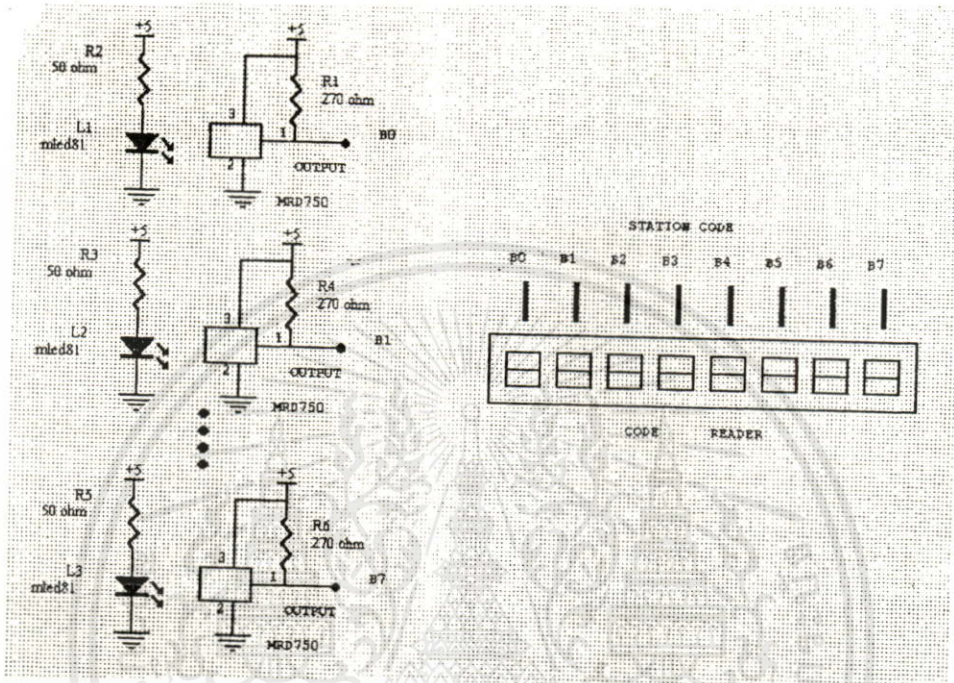 +5
R2
50 ohm
L1
mled81
+5
R1
270 ohm
3
1
2
B0
OUTPUT
MRD750
+5
R3
50 ohm
L2
mled81
+5
R4
270 ohm
3
1
2
B1
OUTPUT
MRD750
+5
R5
50 ohm
L3
mled81
+5
R6
270 ohm
3
1
2
B7
OUTPUT
MRD750
STATION CODE
B0 B1 B2 B3 B4 B5 B6 B7
CODE READER